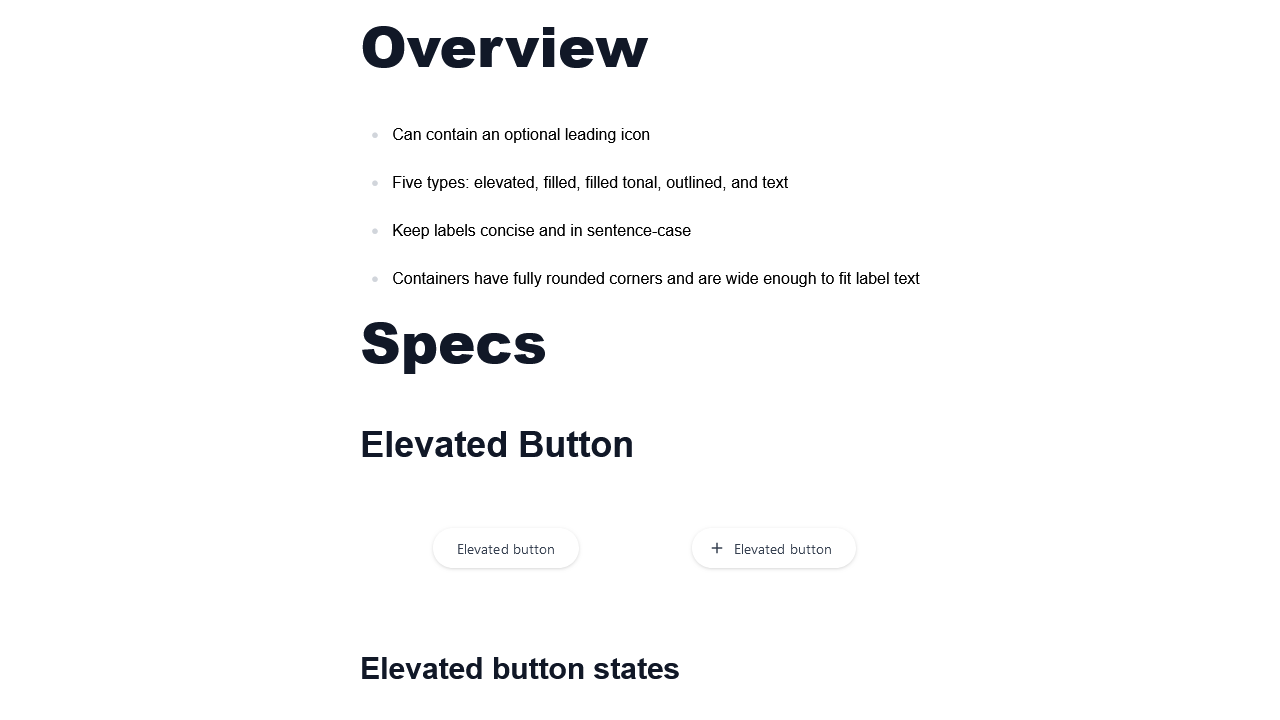 Overview
Can contain an optional leading icon
Five types: elevated, filled, filled tonal, outlined, and text
Keep labels concise and in sentence-case
Containers have fully rounded corners and are wide enough to fit label text
Specs
Elevated Button
Elevated button
Elevated button
Elevated button states